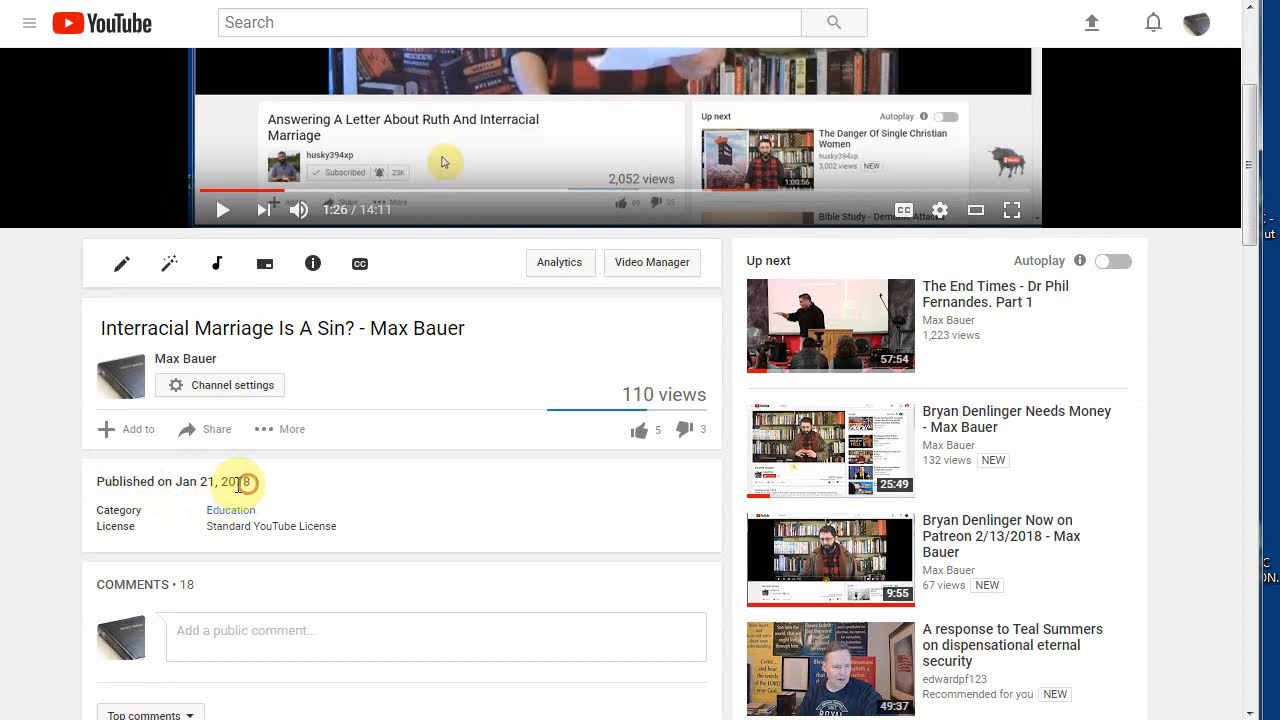 YouTube
Search
Answering A Letter About Ruth And Interracial
Marriage
husky394xp
Subscribed
23K
2,052 views
Add to
Share
More
69
35
Up next
Autoplay
The Danger Of Single Christian
Women
husky394xp
3,002 views NEW
1:00:56
Bible Study - Demonic Attacks
1:26 / 14:11
CC
CC
Analytics
Video Manager
Interracial Marriage Is A Sin? - Max Bauer
Max Bauer
Channel settings
110 views
Add to
Share
More
5
3
Published on Jan 21, 2018
Category
Education
License
Standard YouTube License
COMMENTS • 18
Add a public comment...
Top comments
Up next
Autoplay
The End Times - Dr Phil
Fernandes. Part 1
Max Bauer
1,223 views
57:54
Bryan Denlinger Needs Money
- Max Bauer
Max Bauer
132 views NEW
25:49
Bryan Denlinger Now on
Patreon 2/13/2018 - Max
Bauer
Max Bauer
67 views NEW
9:55
A response to Teal Summers
on dispensational eternal
security
edwardpf123
Recommended for you NEW
49:37